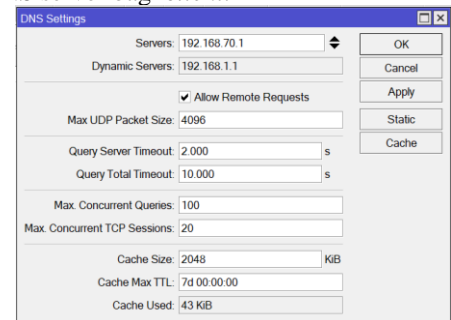 DNS Settings
Servers: 192.168.70.1
OK
Dynamic Servers: 192.168.1.1
Cancel
Allow Remote Requests
Apply
Max UDP Packet Size: 4096
Static
Cache
Query Server Timeout: 2.000 s
Query Total Timeout: 10.000 s
Max. Concurrent Queries: 100
Max. Concurrent TCP Sessions: 20
Cache Size: 2048 KiB
Cache Max TTL: 7d 00:00:00
Cache Used: 43 KiB